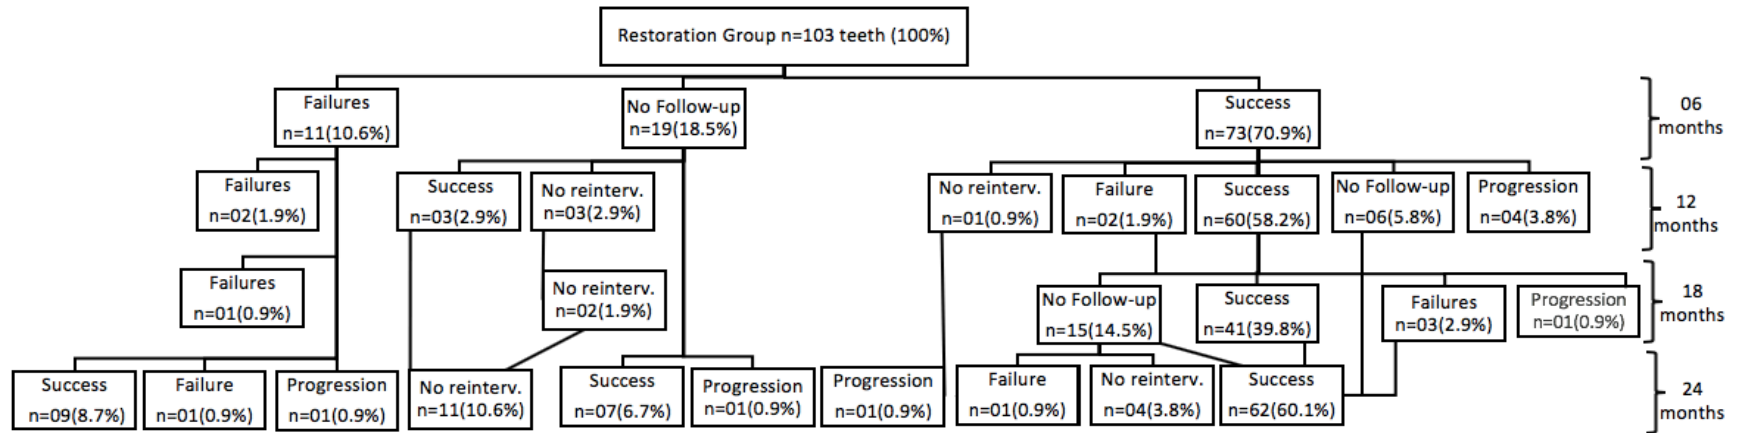 Restoration Group n=103 teeth (100%)
Failures
n=11(10.6%)
No Follow-up
n=19(18.5%)
Success
n=73(70.9%)
06
months
Failures
n=02(1.9%)
Success
n=03(2.9%)
No reinterv.
n=03(2.9%)
No reinterv.
n=01(0.9%)
Failure
n=02(1.9%)
Success
n=60(58.2%)
No Follow-up
n=06(5.8%)
Progression
n=04(3.8%)
12
months
Failures
n=01(0.9%)
No reinterv.
n=02(1.9%)
No Follow-up
n=15(14.5%)
Success
n=41(39.8%)
Failures
n=03(2.9%)
Progression
n=01(0.9%)
18
months
Success
n=09(8.7%)
Failure
n=01(0.9%)
Progression
n=01(0.9%)
No reinterv.
n=11(10.6%)
Success
n=07(6.7%)
Progression
n=01(0.9%)
Progression
n=01(0.9%)
Failure
n=01(0.9%)
No reinterv.
n=04(3.8%)
Success
n=62(60.1%)
24
months